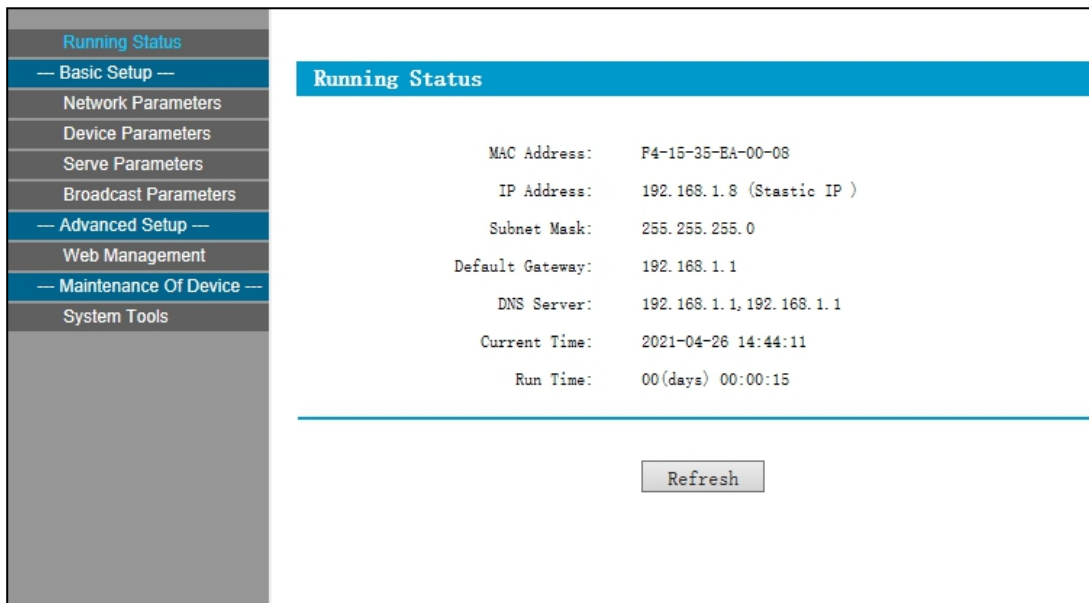 Running Status
--- Basic Setup ---
Network Parameters
Device Parameters
Serve Parameters
Broadcast Parameters
--- Advanced Setup ---
Web Management
--- Maintenance Of Device ---
System Tools
Running Status
MAC Address: F4-15-35-EA-00-08
IP Address: 192.168.1.8 (Stastic IP )
Subnet Mask: 255.255.255.0
Default Gateway: 192.168.1.1
DNS Server: 192.168.1.1,192.168.1.1
Current Time: 2021-04-26 14:44:11
Run Time: 00(days) 00:00:15
Refresh